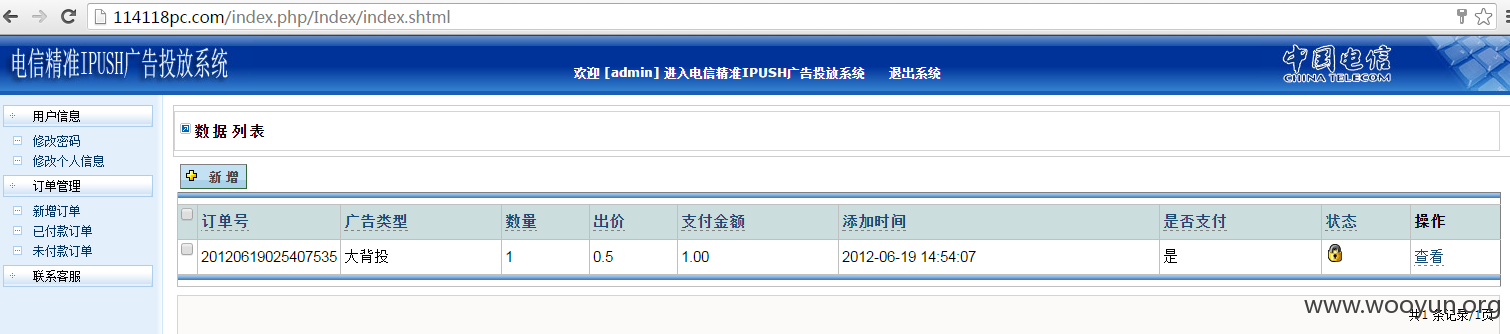 114118pc.com/index.php/Index/index.shtml
电信精准IPUSH广告投放系统
欢迎 [admin] 进入电信精准IPUSH广告投放系统 退出系统
中国电信
CHINA TELECOM
用户信息
修改密码
修改个人信息
订单管理
新增订单
已付款订单
未付款订单
联系客服
数据列表
新增
订单号 广告类型 数量 出价 支付金额 添加时间 是否支付 状态 操作
20120619025407535 大背投 1 0.5 1.00 2012-06-19 14:54:07 是 查看
共1 条记录/1页
www.wooyun.org